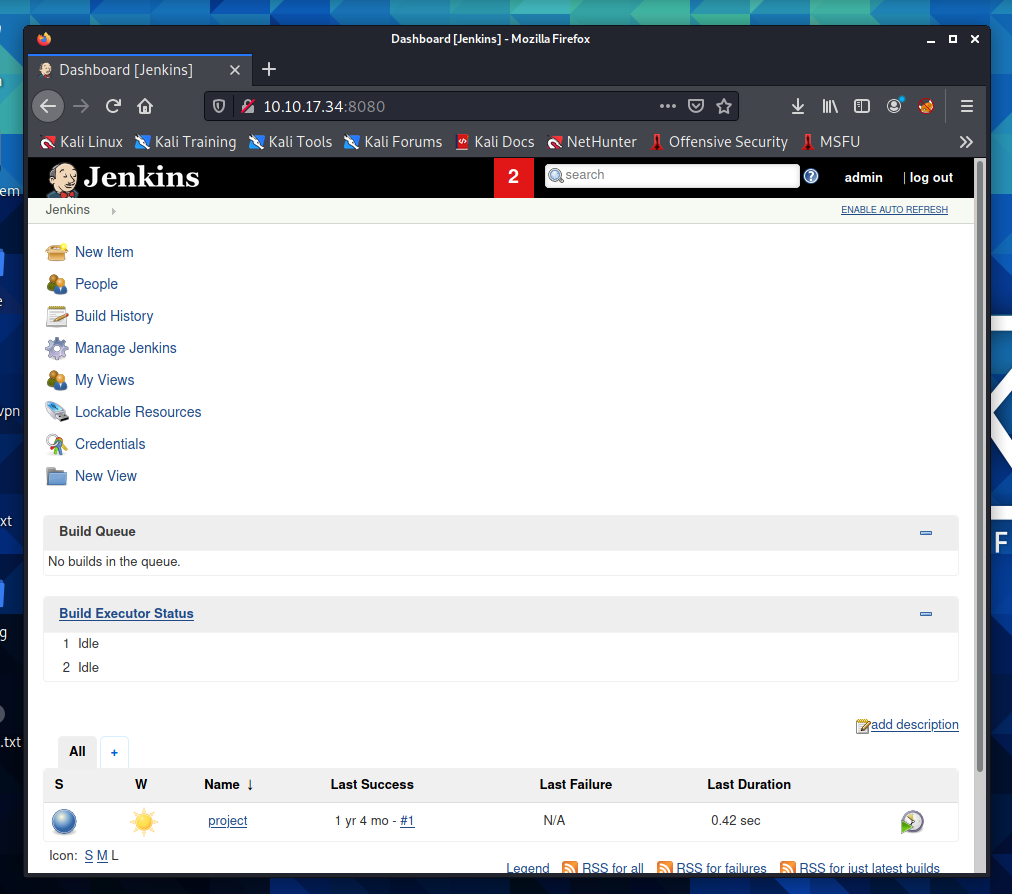 Dashboard [Jenkins] - Mozilla Firefox
Dashboard [Jenkins]
10.10.17.34:8080
Kali Linux Kali Training Kali Tools Kali Forums Kali Docs NetHunter Offensive Security MSFU
Jenkins 2 search admin | log out
Jenkins ENABLE AUTO REFRESH
New Item
People
Build History
Manage Jenkins
My Views
Lockable Resources
Credentials
New View
Build Queue
No builds in the queue.
Build Executor Status
1 Idle
2 Idle
add description
All +
S W Name ↓ Last Success Last Failure Last Duration
project 1 yr 4 mo - #1 N/A 0.42 sec
Icon: S M L
Legend RSS for all RSS for failures RSS for just latest builds
em
vpn
xt
g
.txt
F